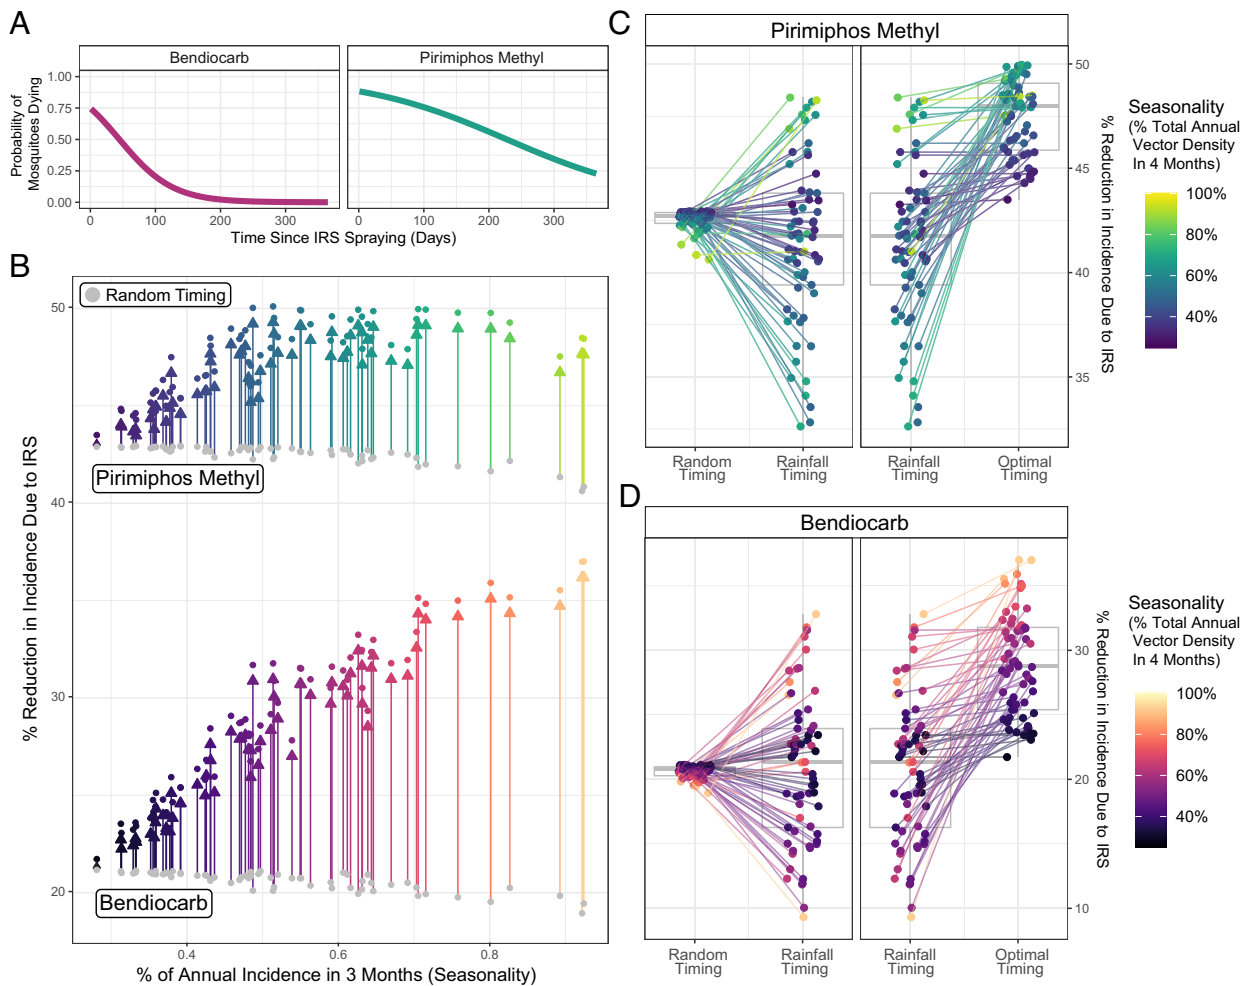 A
Bendiocarb
Pirimiphos Methyl
Probability of
Mosquitoes Dying
1.00
0.75
0.50
0.25
0.00
0
100
200
300
0
100
200
300
Time Since IRS Spraying (Days)
B
Random Timing
% Reduction in Incidence Due to IRS
50
40
30
20
Pirimiphos Methyl
Bendiocarb
0.4
0.6
0.8
% of Annual Incidence in 3 Months (Seasonality)
C
Pirimiphos Methyl
50
45
40
35
% Reduction in Incidence Due to IRS
Random
Timing
Rainfall
Timing
Rainfall
Timing
Optimal
Timing
Seasonality
(% Total Annual
Vector Density
In 4 Months)
100%
80%
60%
40%
D
Bendiocarb
30
20
10
% Reduction in Incidence Due to IRS
Random
Timing
Rainfall
Timing
Rainfall
Timing
Optimal
Timing
Seasonality
(% Total Annual
Vector Density
In 4 Months)
100%
80%
60%
40%